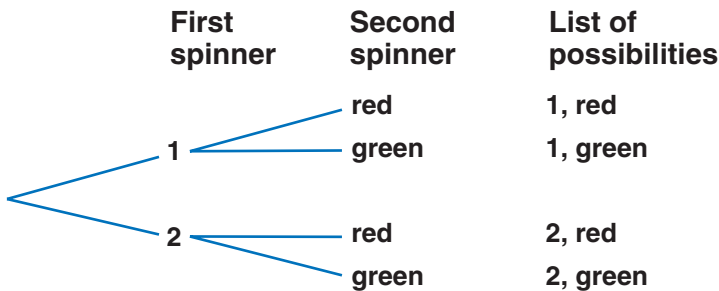 First spinner Second spinner List of possibilities
red 1, red
1
green 1, green
red 2, red
2
green 2, green